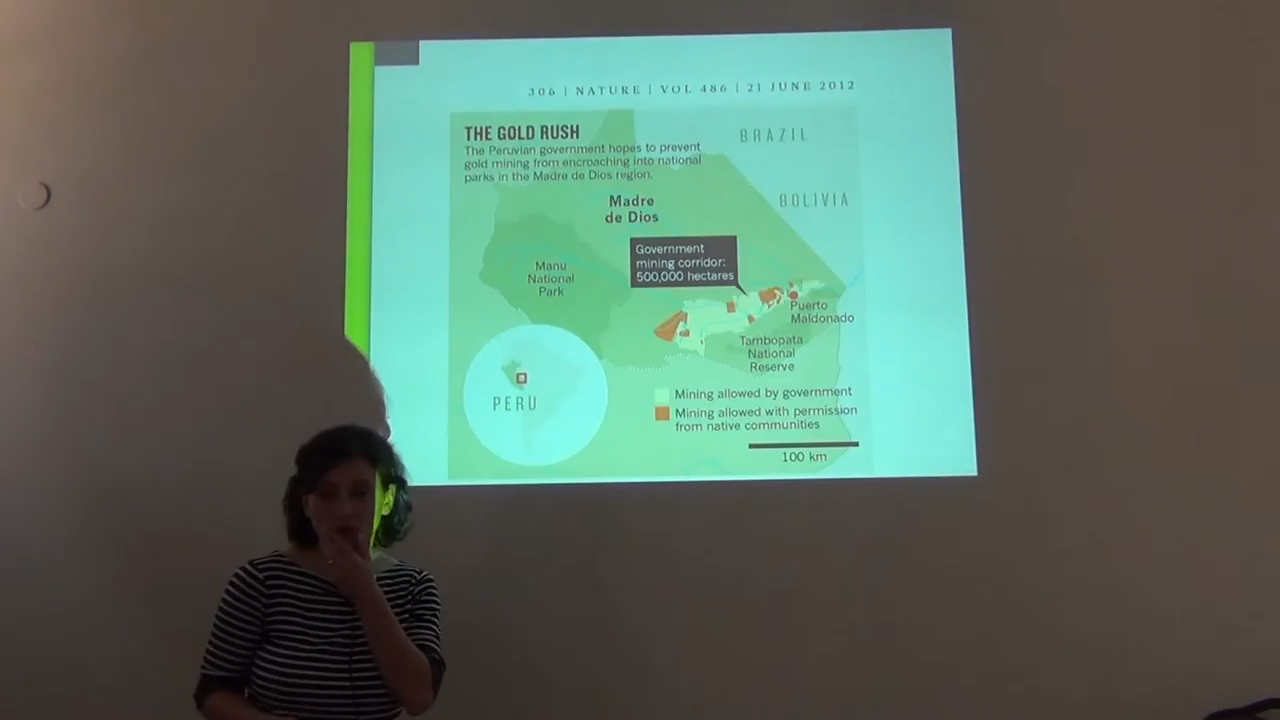 306 | NATURE | VOL 486 | 21 JUNE 2012
THE GOLD RUSH
The Peruvian government hopes to prevent
gold mining from encroaching into national
parks in the Madre de Dios region.
BRAZIL
BOLIVIA
Madre
de Dios
Government
mining corridor:
500,000 hectares
Manu
National
Park
Puerto
Maldonado
Tambopata
National
Reserve
PERU
Mining allowed by government
Mining allowed with permission
from native communities
100 km